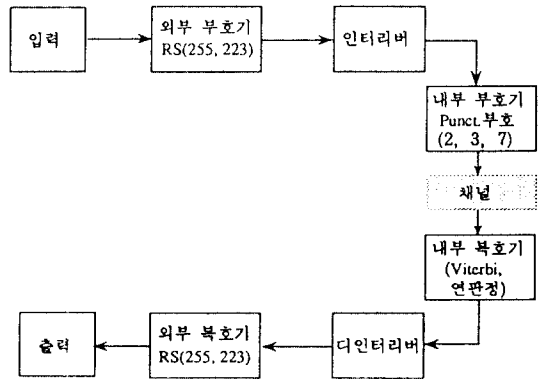 입력
외부 부호기
RS(255, 223)
인터리버
내부 부호기
Punct.부호
(2, 3, 7)
채널
내부 복호기
(Viterbi,
연판정)
디인터리버
외부 복호기
RS(255, 223)
출력